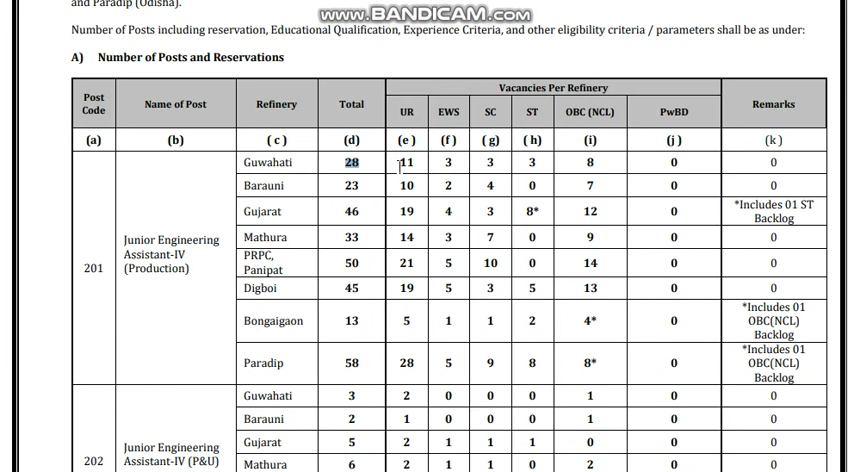 and Paradip (Odisha).
www.BANDICAM.com
Number of Posts including reservation, Educational Qualification, Experience Criteria, and other eligibility criteria / parameters shall be as under:
A) Number of Posts and Reservations
Post Code Name of Post Refinery Total Vacancies Per Refinery Remarks
UR EWS SC ST OBC (NCL) PwBD
(a) (b) ( c ) (d) (e ) (f ) ( g) ( h) (i) (j ) (k )
201 Junior Engineering Assistant-IV (Production)
Guwahati 28 11 3 3 3 8 0 0
Barauni 23 10 2 4 0 7 0 0
Gujarat 46 19 4 3 8* 12 0 *Includes 01 ST Backlog
Mathura 33 14 3 7 0 9 0 0
PRPC, Panipat 50 21 5 10 0 14 0 0
Digboi 45 19 5 3 5 13 0 0
Bongaigaon 13 5 1 1 2 4* 0 *Includes 01 OBC(NCL) Backlog
Paradip 58 28 5 9 8 8* 0 *Includes 01 OBC(NCL) Backlog
202 Junior Engineering Assistant-IV (P&U)
Guwahati 3 2 0 0 0 1 0 0
Barauni 2 1 0 0 0 1 0 0
Gujarat 5 2 1 1 1 0 0 0
Mathura 6 2 1 1 0 2 0 0